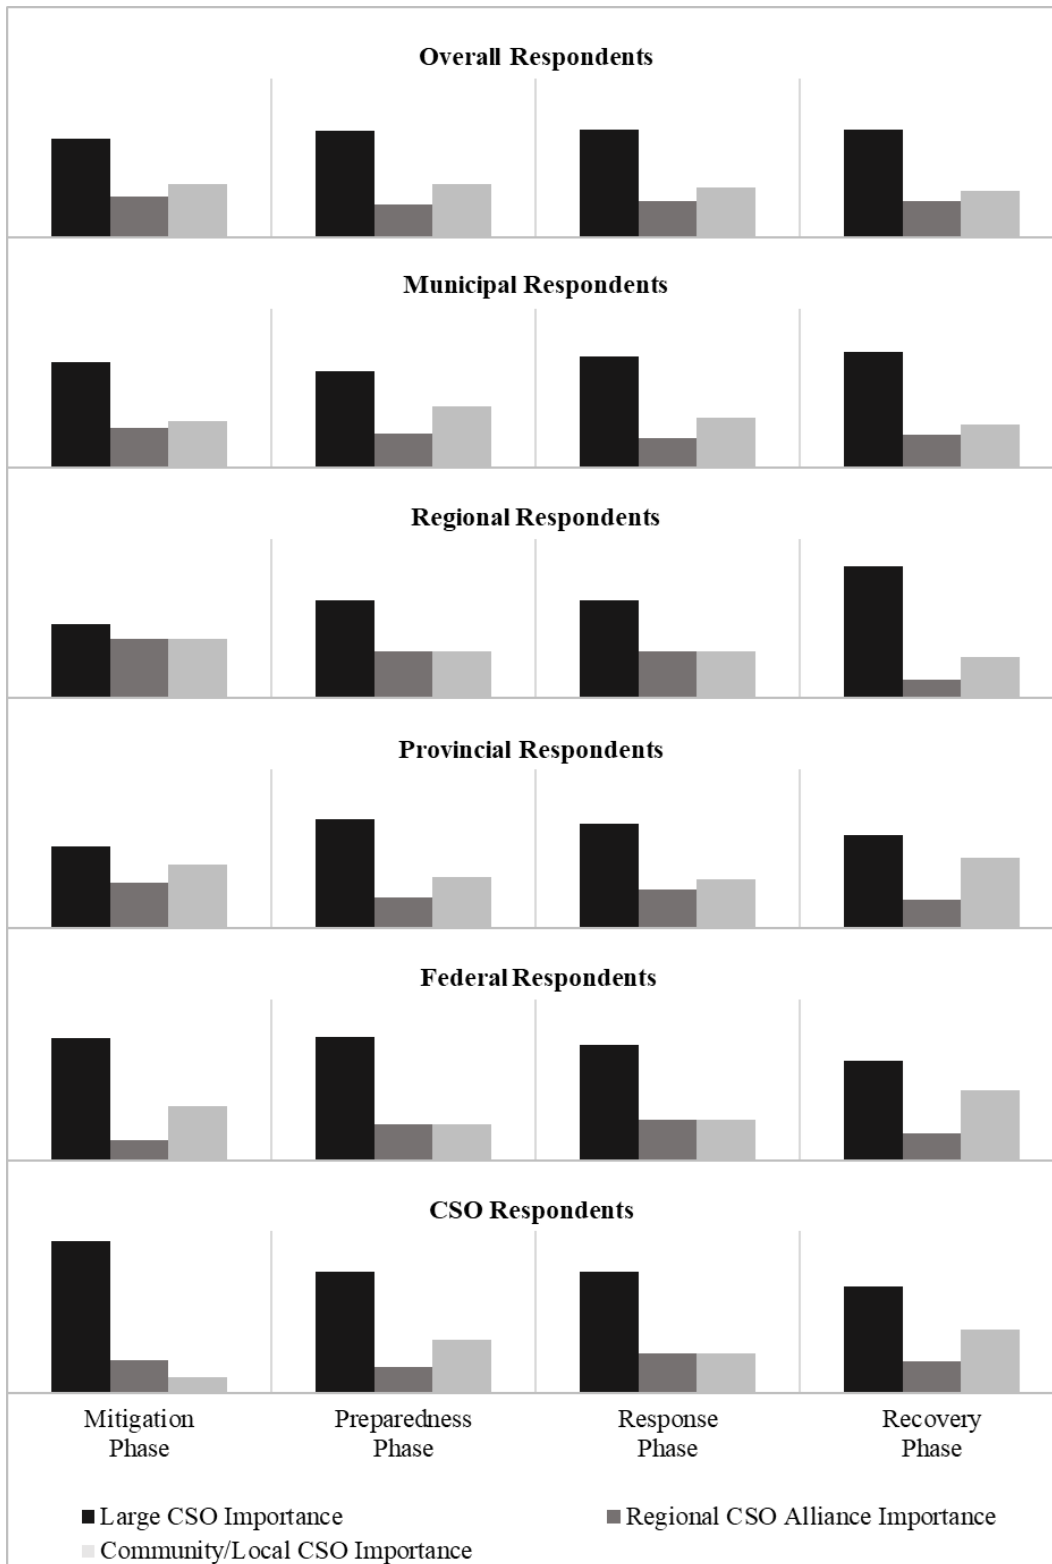 Overall Respondents
Municipal Respondents
Regional Respondents
Provincial Respondents
Federal Respondents
CSO Respondents
Mitigation Phase
Preparedness Phase
Response Phase
Recovery Phase
Large CSO Importance
Regional CSO Alliance Importance
Community/Local CSO Importance